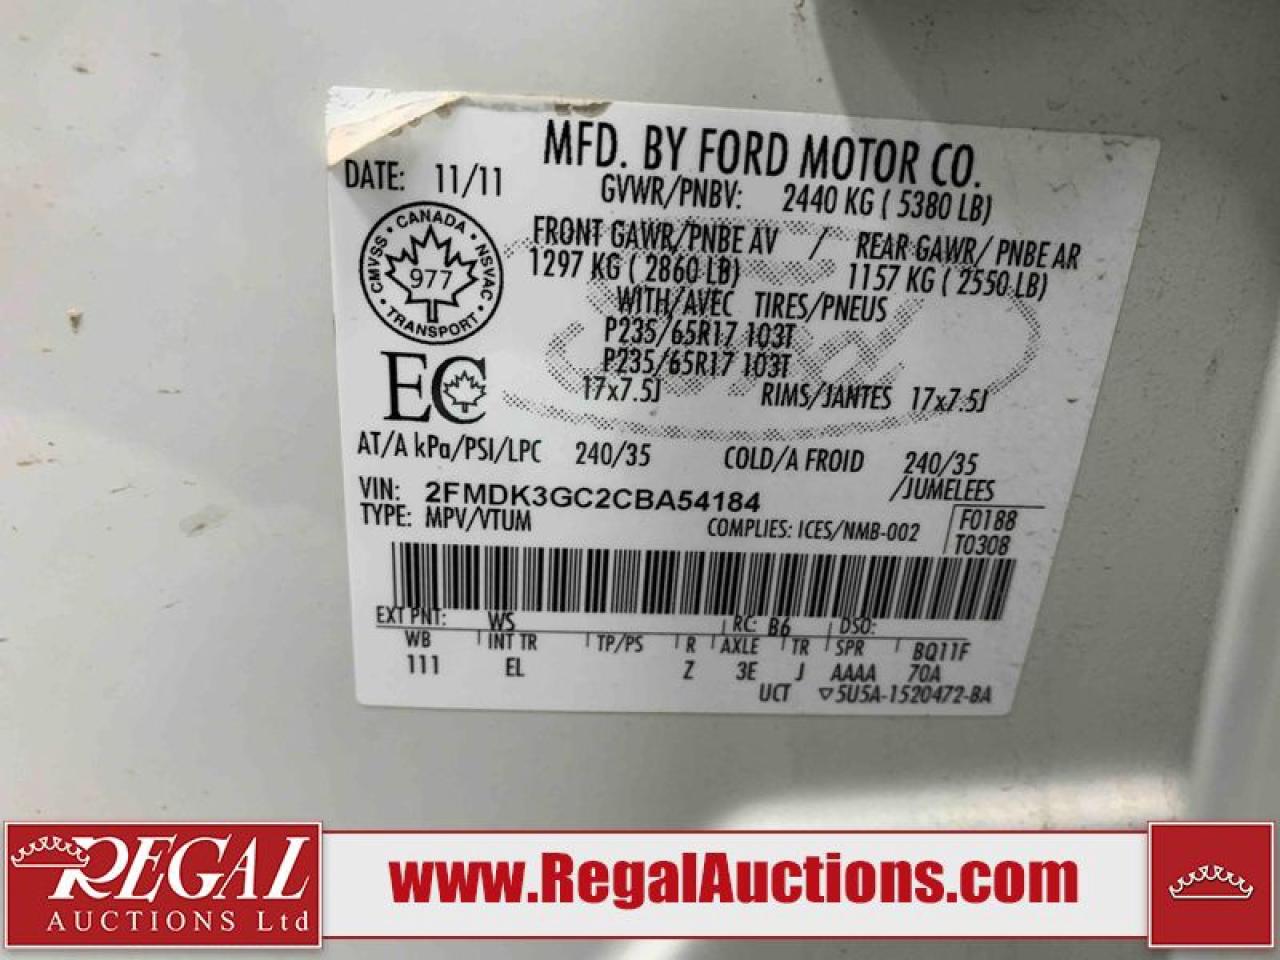 MFD. BY FORD MOTOR CO.
DATE: 11/11
GVWR/PNBV: 2440 KG ( 5380 LB)
FRONT GAWR/PNBE AV / REAR GAWR/ PNBE AR
1297 KG ( 2860 LB) 1157 KG ( 2550 LB)
WITH/AVEC TIRES/PNEUS
P235/65R17 103T
P235/65R17 103T
17x7.5J RIMS/JANTES 17x7.5J
CANADA
CMVSS NSVAC
977
TRANSPORT
EC
AT/A kPa/PSI/LPC 240/35 COLD/A FROID 240/35
/JUMELEES
VIN: 2FMDK3GC2CBA54184
TYPE: MPV/VTUM COMPLIES: ICES/NMB-002
F0188
T0308
EXT PNT: WS RC: B6 DSO:
WB INT TR TP/PS R AXLE TR SPR BQ11F
111 EL Z 3E J AAAA 70A
UCT ▽5U5A-1520472-BA
REGAL
AUCTIONS Ltd
www.RegalAuctions.com